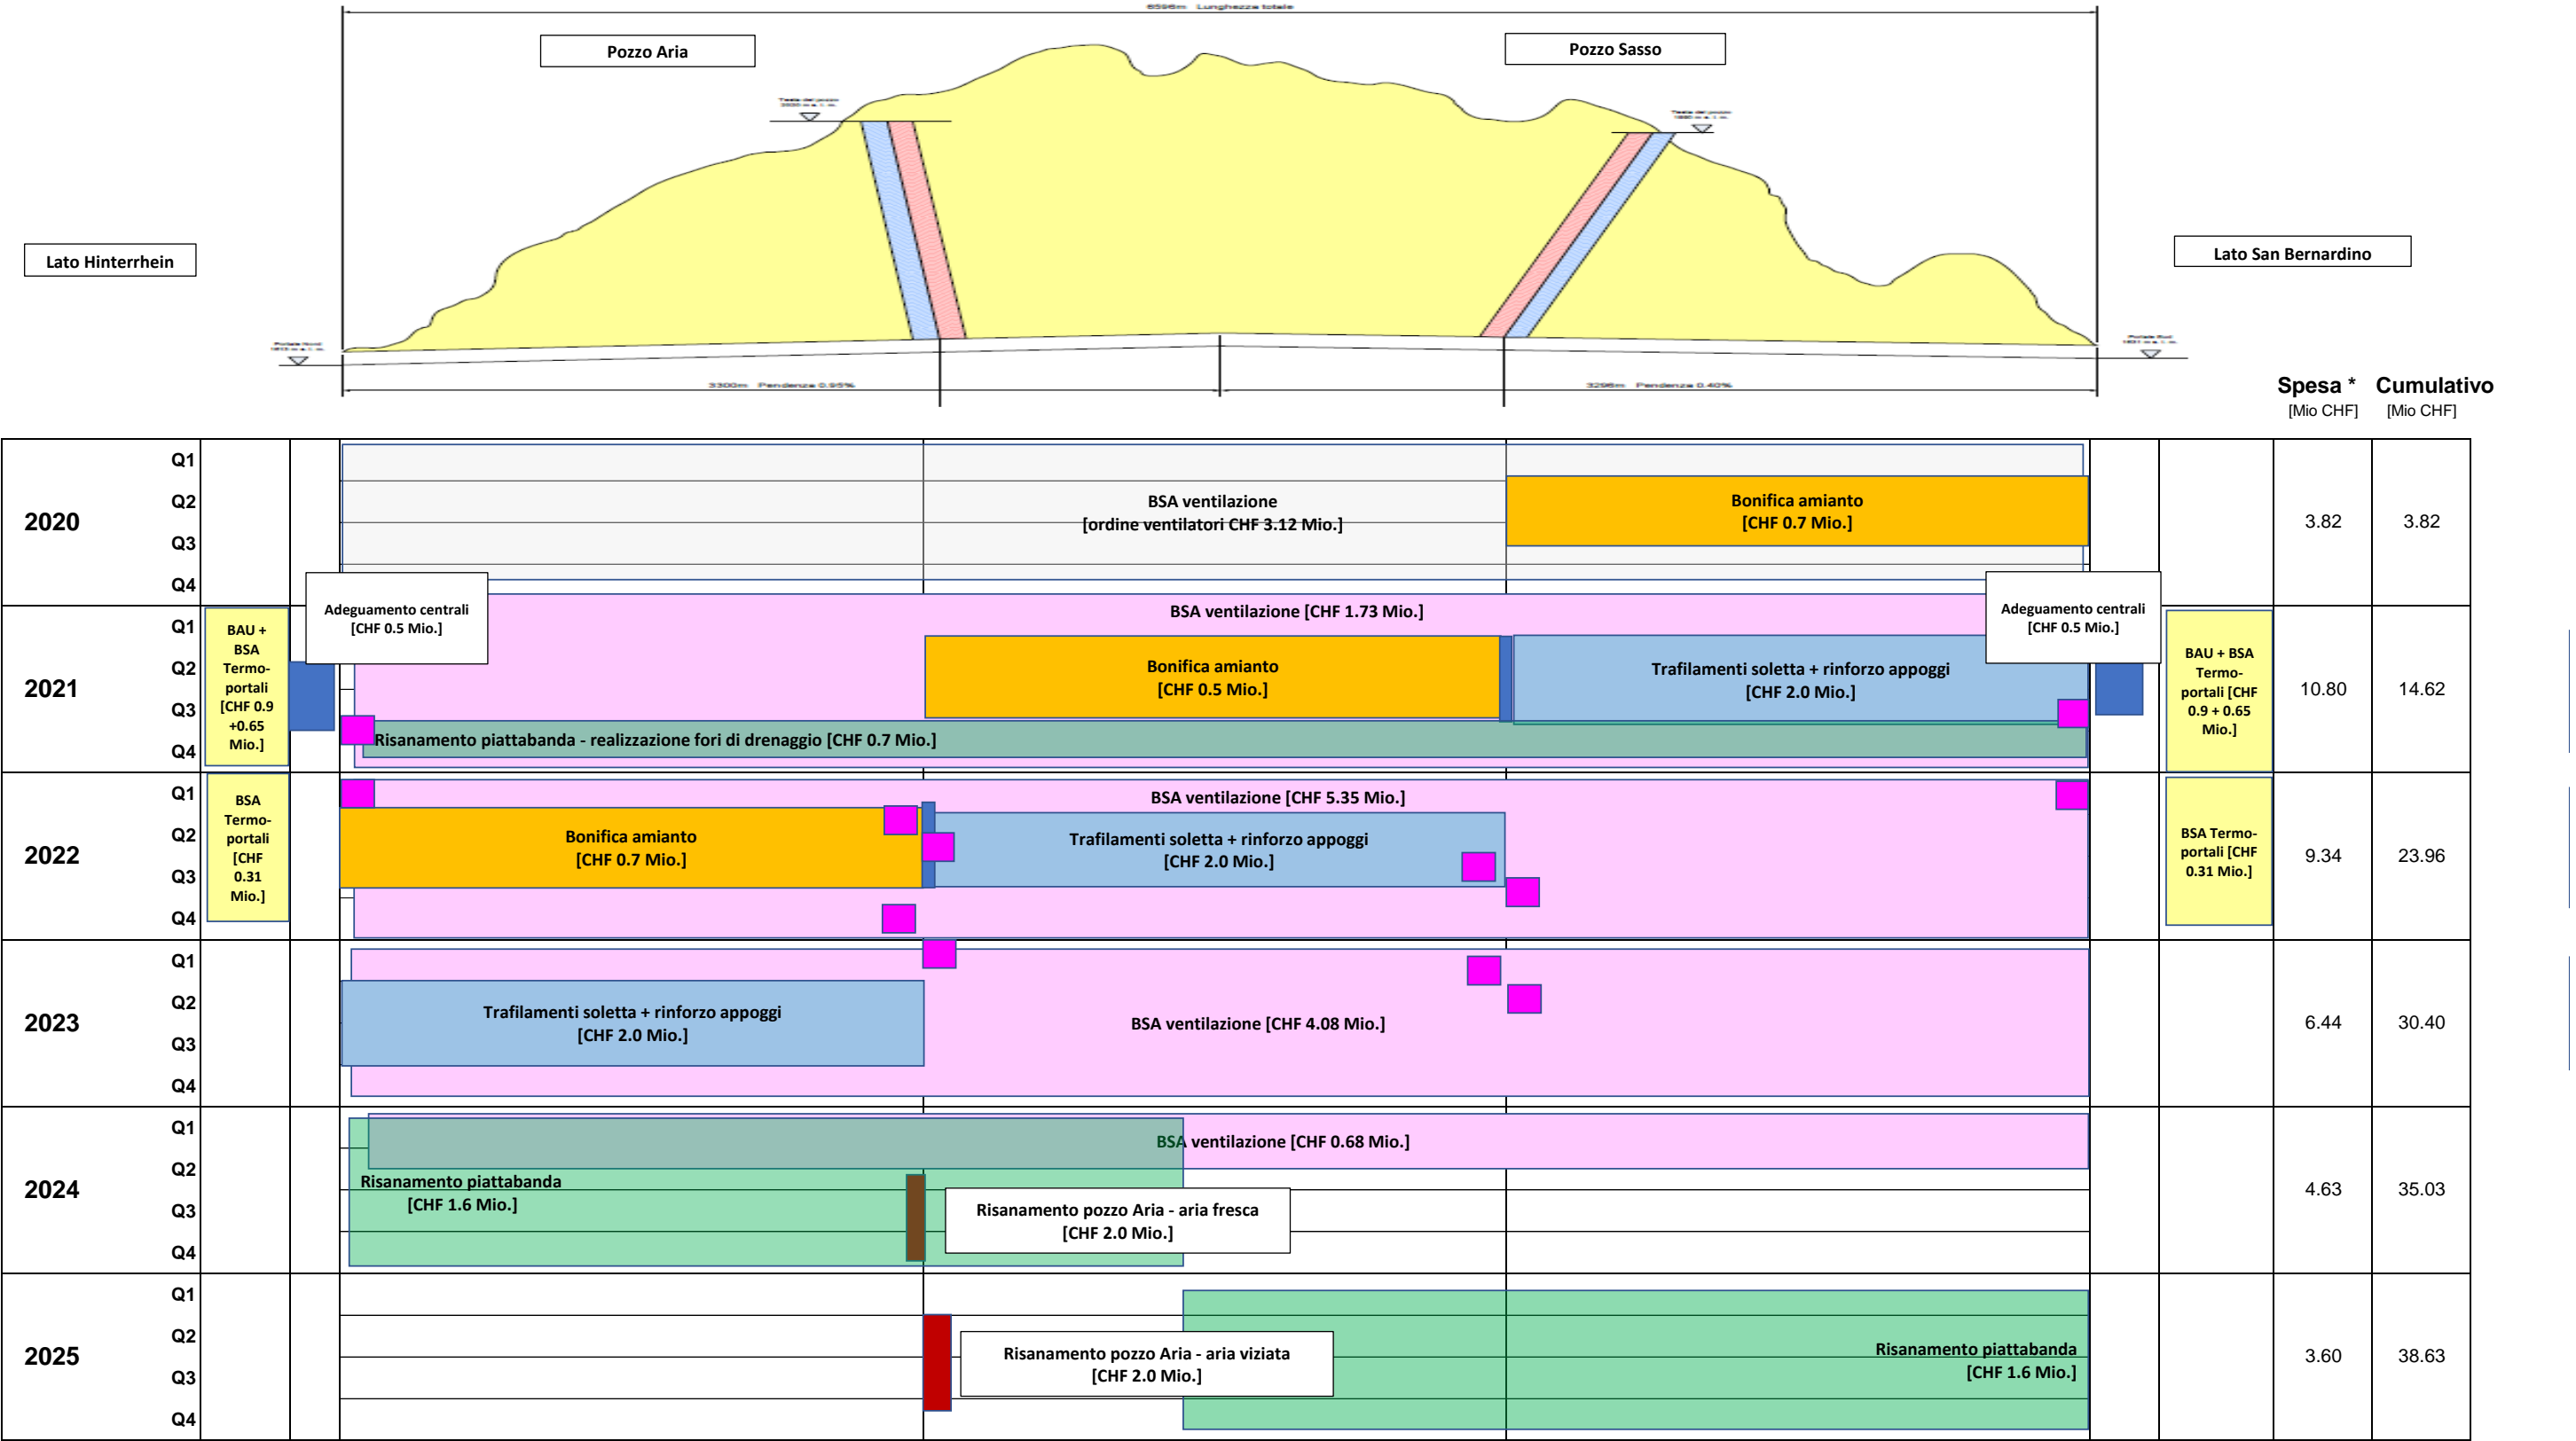 6596m Lunghezza totale
Pozzo Aria
Pozzo Sasso
Lato Hinterrhein
Lato San Bernardino
3300m Pendenza 0.95%
3296m Pendenza 0.40%
Spesa * Cumulativo
[Mio CHF] [Mio CHF]
2020
Q1
Q2
Q3
Q4
BSA ventilazione
[ordine ventilatori CHF 3.12 Mio.]
Bonifica amianto
[CHF 0.7 Mio.]
3.82 3.82
2021
Q1
Q2
Q3
Q4
BAU +
BSA
Termo-
portali
[CHF 0.9
+0.65
Mio.]
Adeguamento centrali
[CHF 0.5 Mio.]
BSA ventilazione [CHF 1.73 Mio.]
Bonifica amianto
[CHF 0.5 Mio.]
Trafilamenti soletta + rinforzo appoggi
[CHF 2.0 Mio.]
Risanamento piattabanda - realizzazione fori di drenaggio [CHF 0.7 Mio.]
Adeguamento centrali
[CHF 0.5 Mio.]
BAU + BSA
Termo-
portali [CHF
0.9 + 0.65
Mio.]
10.80 14.62
2022
Q1
Q2
Q3
Q4
BSA
Termo-
portali
[CHF
0.31
Mio.]
BSA ventilazione [CHF 5.35 Mio.]
Bonifica amianto
[CHF 0.7 Mio.]
Trafilamenti soletta + rinforzo appoggi
[CHF 2.0 Mio.]
BSA Termo-
portali [CHF
0.31 Mio.]
9.34 23.96
2023
Q1
Q2
Q3
Q4
Trafilamenti soletta + rinforzo appoggi
[CHF 2.0 Mio.]
BSA ventilazione [CHF 4.08 Mio.]
6.44 30.40
2024
Q1
Q2
Q3
Q4
BSA ventilazione [CHF 0.68 Mio.]
Risanamento piattabanda
[CHF 1.6 Mio.]
Risanamento pozzo Aria - aria fresca
[CHF 2.0 Mio.]
4.63 35.03
2025
Q1
Q2
Q3
Q4
Risanamento pozzo Aria - aria viziata
[CHF 2.0 Mio.]
Risanamento piattabanda
[CHF 1.6 Mio.]
3.60 38.63